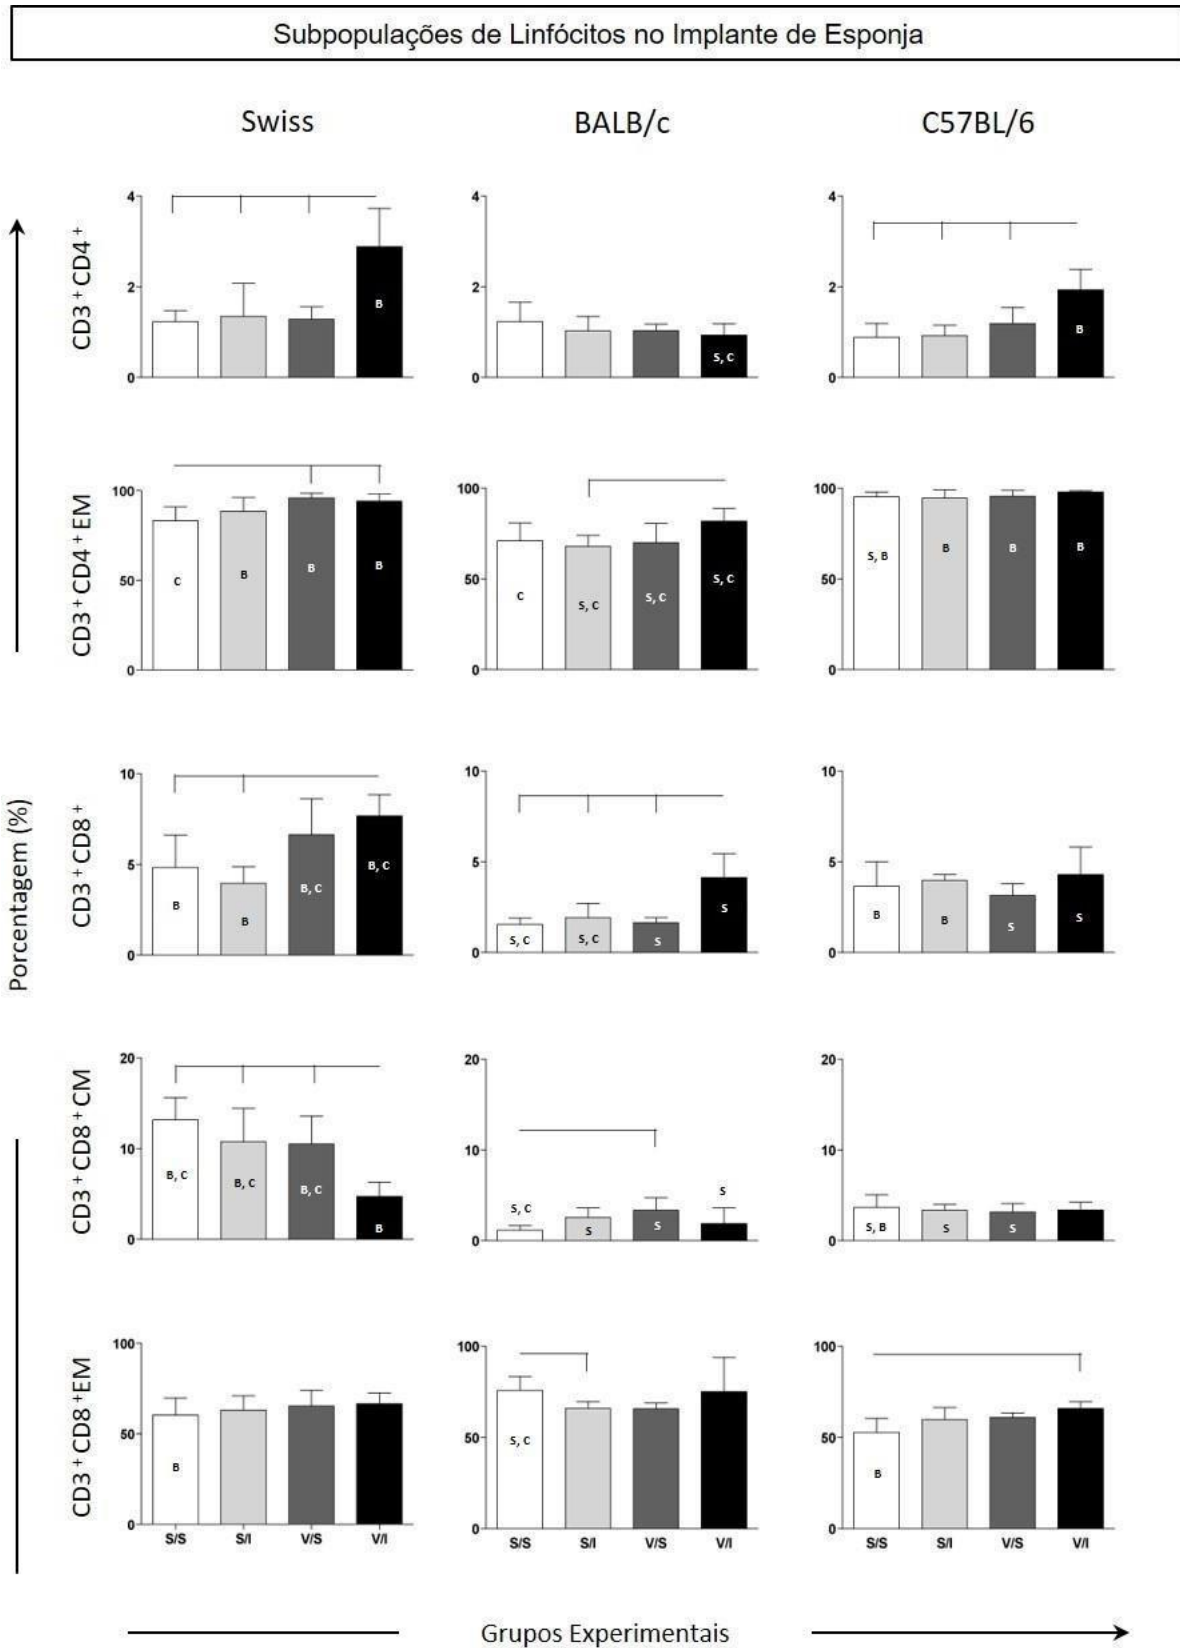 Subpopulações de Linfócitos no Implante de Esponja
Swiss BALB/c C57BL/6
Porcentagem (%)
CD3⁺CD4⁺
4 2 0 B
4 2 0 S, C
4 2 0 B
CD3⁺CD4⁺EM
100 50 0 C B B B
100 50 0 C S, C S, C S, C
100 50 0 S, B B B B
CD3⁺CD8⁺
10 5 0 B B B, C B, C
10 5 0 S, C S, C S S
10 5 0 B B S S
CD3⁺CD8⁺CM
20 10 0 B, C B, C B, C B
20 10 0 S, C S S S
20 10 0 S, B S S
CD3⁺CD8⁺EM
100 50 0 B
100 50 0 S, C
100 50 0 B
S/S S/I V/S V/I
S/S S/I V/S V/I
S/S S/I V/S V/I
Grupos Experimentais